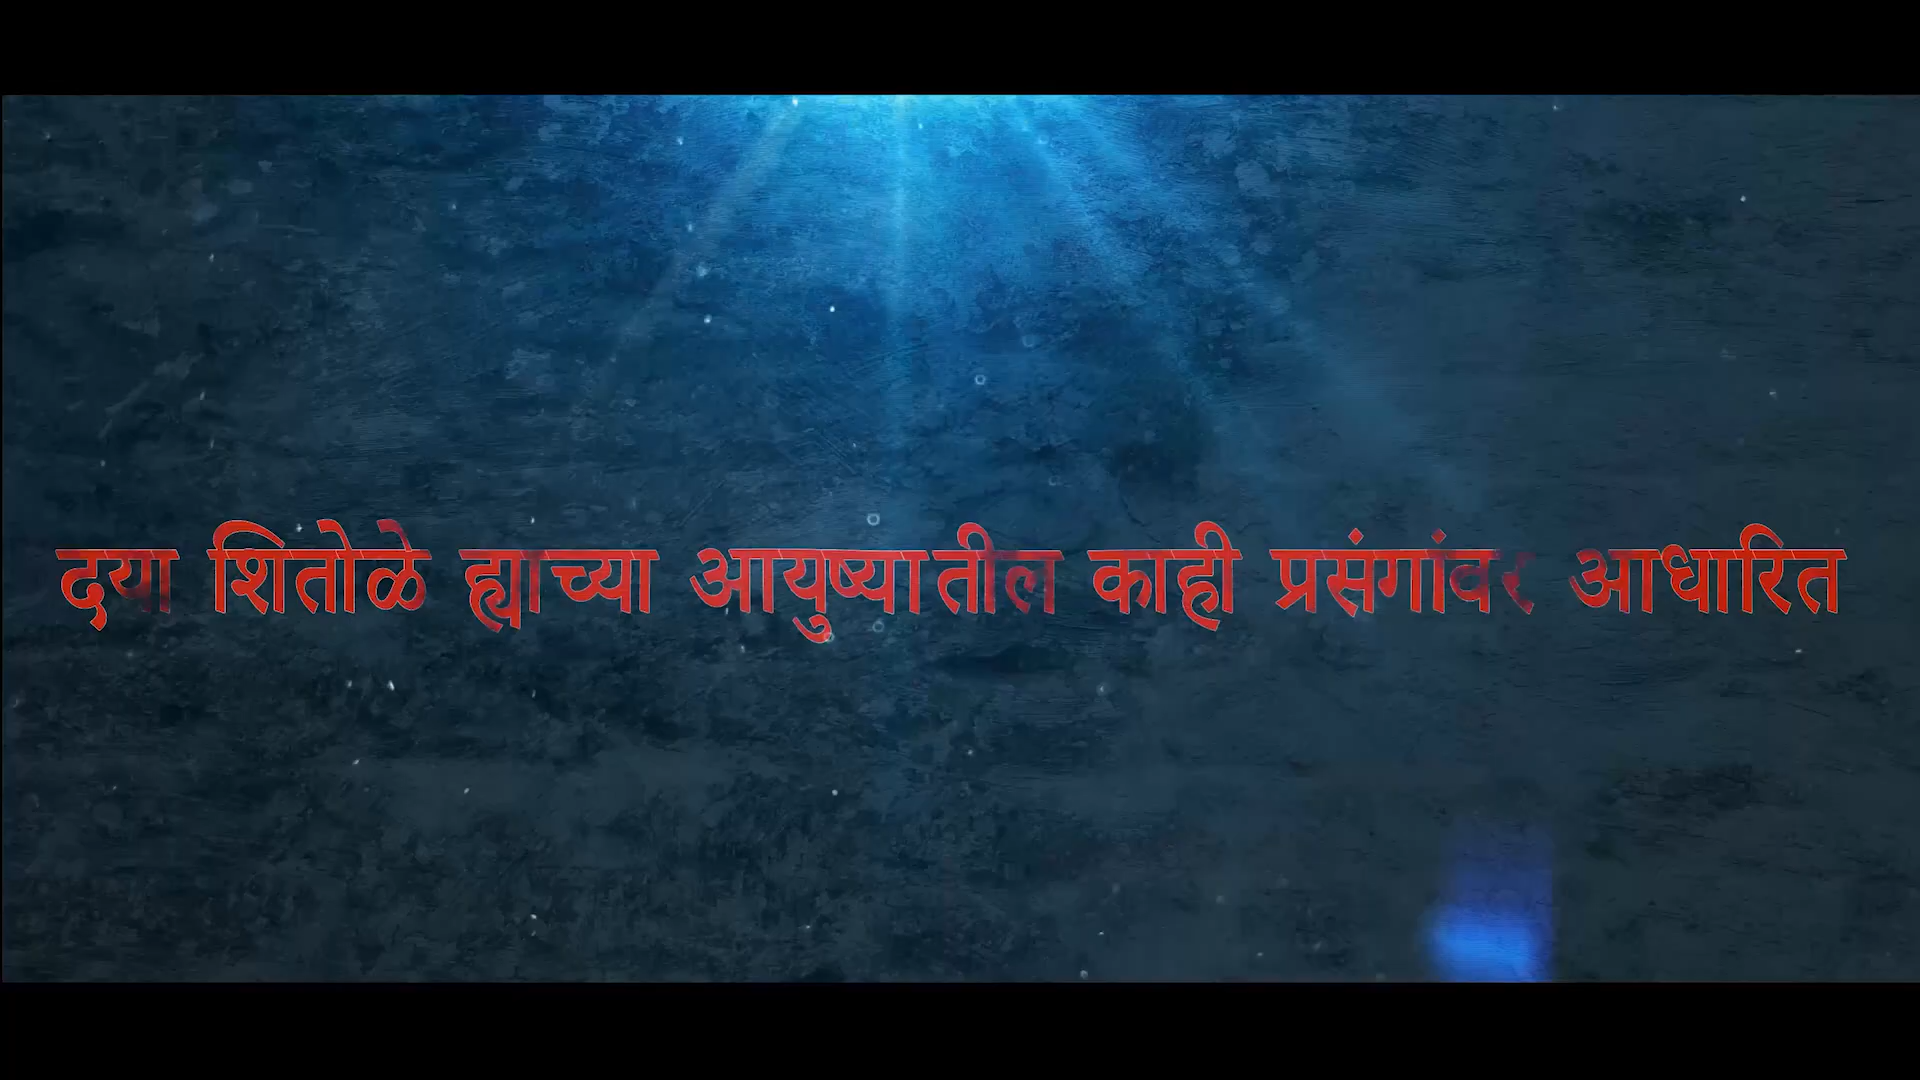 दया शितोळे ह्याच्या आयुष्यातील काही प्रसंगांवर आधारित